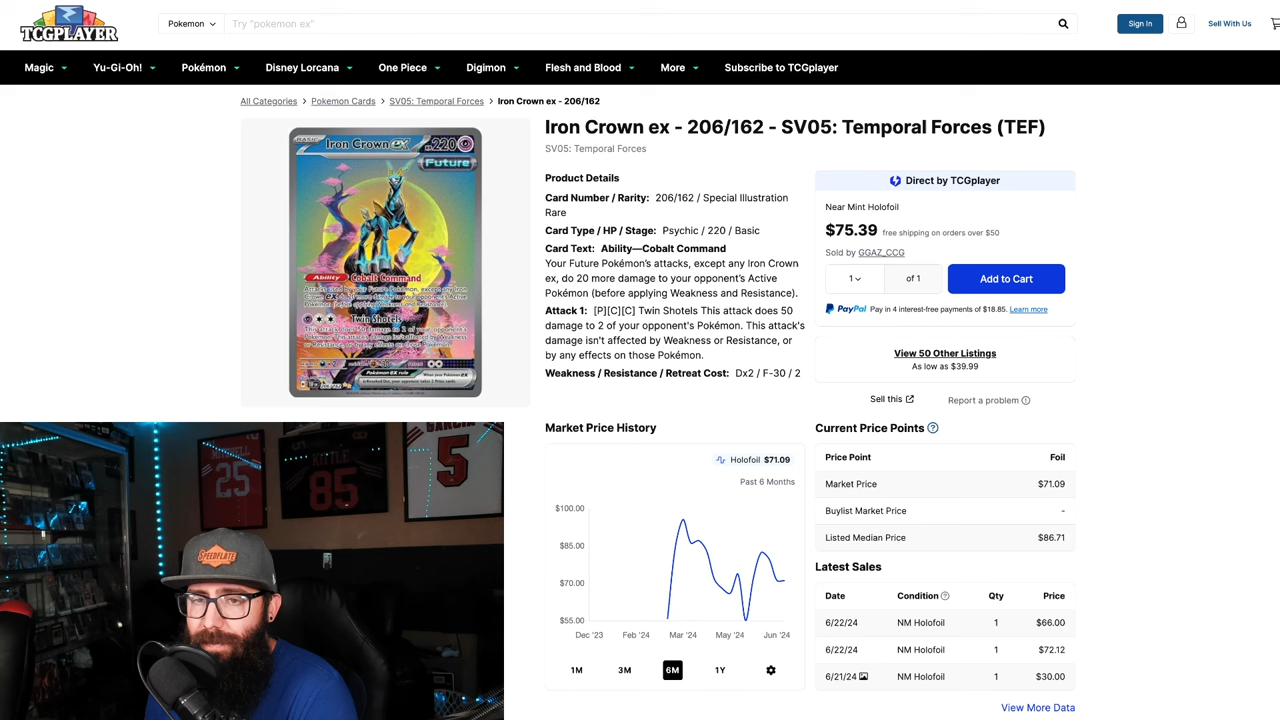 TCGPLAYER
Pokemon
Try "pokemon ex"
Sign In
Sell With Us
Magic
Yu-Gi-Oh!
Pokémon
Disney Lorcana
One Piece
Digimon
Flesh and Blood
More
Subscribe to TCGplayer
All Categories > Pokemon Cards > SV05: Temporal Forces > Iron Crown ex - 206/162
BASIC Iron Crown ex HP 220
Future
Ability Cobalt Command
Twin Shotels
Iron Crown ex - 206/162 - SV05: Temporal Forces (TEF)
SV05: Temporal Forces
Product Details
Card Number / Rarity: 206/162 / Special Illustration
Rare
Card Type / HP / Stage: Psychic / 220 / Basic
Card Text: Ability—Cobalt Command
Your Future Pokémon's attacks, except any Iron Crown
ex, do 20 more damage to your opponent's Active
Pokémon (before applying Weakness and Resistance).
Attack 1: [P][C][C] Twin Shotels This attack does 50
damage to 2 of your opponent's Pokémon. This attack's
damage isn't affected by Weakness or Resistance, or
by any effects on those Pokémon.
Weakness / Resistance / Retreat Cost: Dx2 / F-30 / 2
Direct by TCGplayer
Near Mint Holofoil
$75.39 free shipping on orders over $50
Sold by GGAZ_CCG
1 of 1
Add to Cart
PayPal Pay in 4 interest-free payments of $18.85. Learn more
View 50 Other Listings
As low as $39.99
Sell this
Report a problem
Market Price History
Holofoil $71.09
Past 6 Months
$100.00
$85.00
$70.00
$55.00
Dec '23 Feb '24 Mar '24 May '24 Jun '24
1M 3M 6M 1Y
Current Price Points
Price Point Foil
Market Price $71.09
Buylist Market Price -
Listed Median Price $86.71
Latest Sales
Date Condition Qty Price
6/22/24 NM Holofoil 1 $66.00
6/22/24 NM Holofoil 1 $72.12
6/21/24 NM Holofoil 1 $30.00
View More Data
MITCHELL
25
KITTLE
85
GARCIA
5
SPEEDFLATE